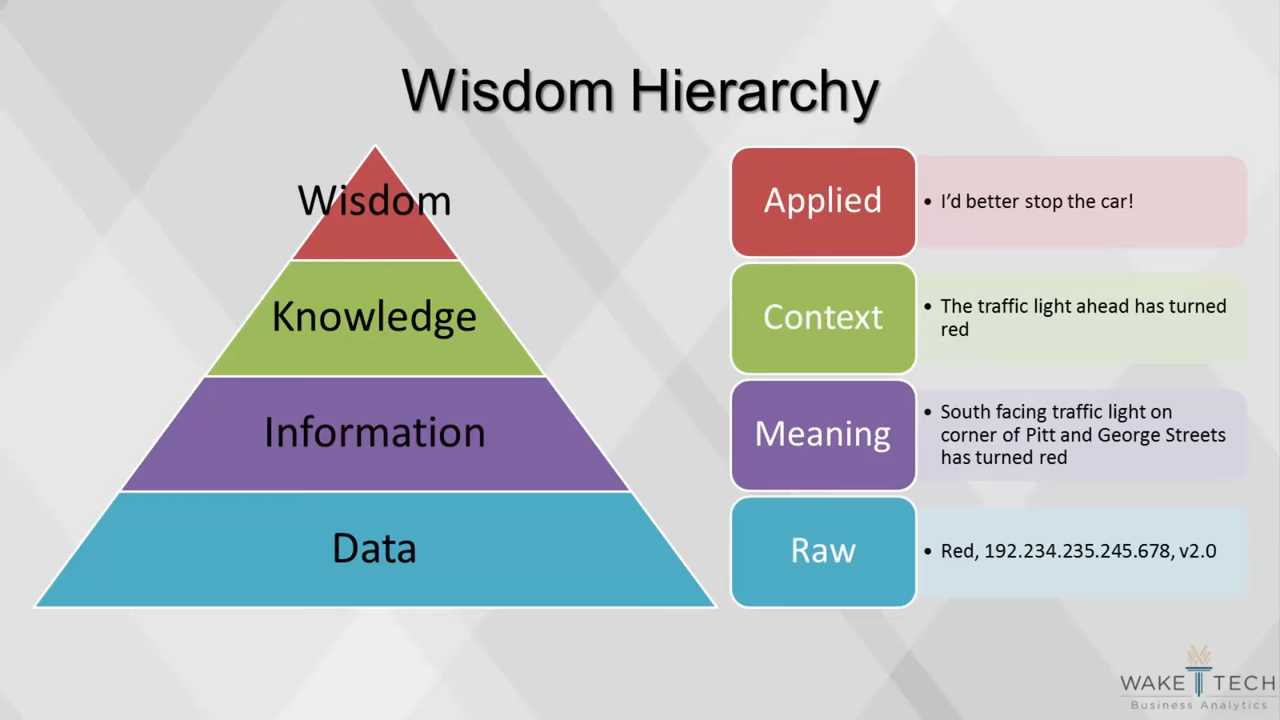 Wisdom Hierarchy
Wisdom
Knowledge
Information
Data
Applied
• I'd better stop the car!
Context
• The traffic light ahead has turned
red
Meaning
• South facing traffic light on
corner of Pitt and George Streets
has turned red
Raw
• Red, 192.234.235.245.678, v2.0
WAKE TECH
Business Analytics